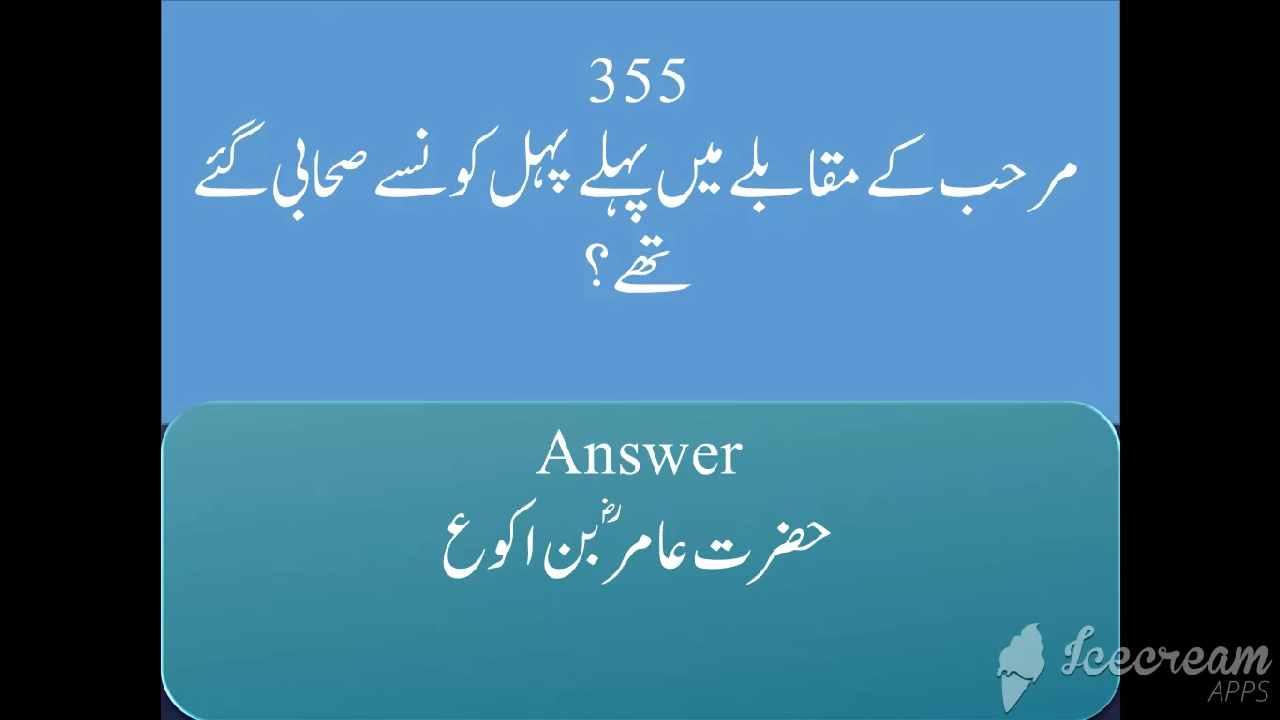 355
مرحب کے مقابلے میں پہلے پہل کونسے صحابی گئے
تھے؟
Answer
حضرت عامرؓ بن اکوع
Icecream
APPS